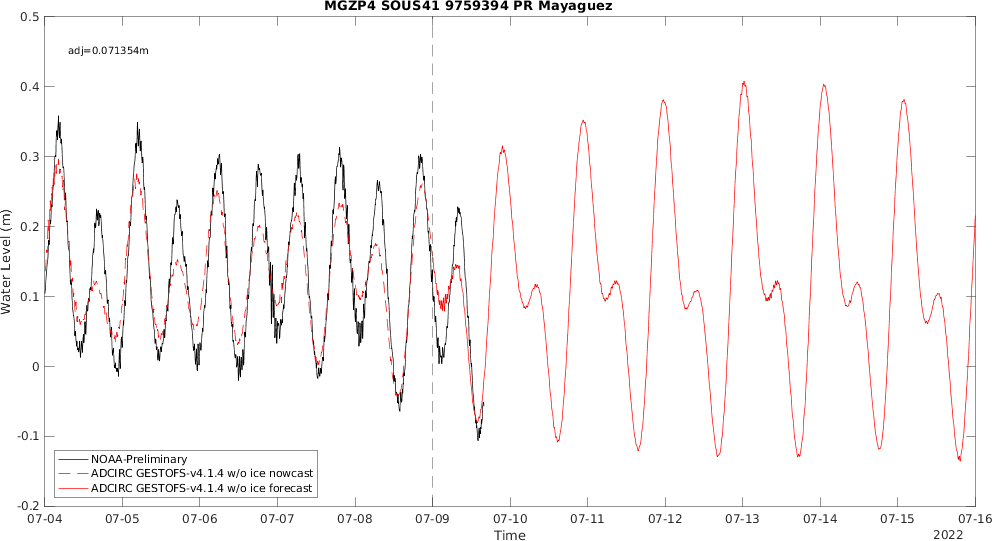 MGZP4 SOUS41 9759394 PR Mayaguez
0.5
adj=0.071354m
0.4
0.3
0.2
0.1
0
-0.1
-0.2
Water Level (m)
NOAA-Preliminary
ADCIRC GESTOFS-v4.1.4 w/o ice nowcast
ADCIRC GESTOFS-v4.1.4 w/o ice forecast
07-04 07-05 07-06 07-07 07-08 07-09 07-10 07-11 07-12 07-13 07-14 07-15 07-16
Time
2022